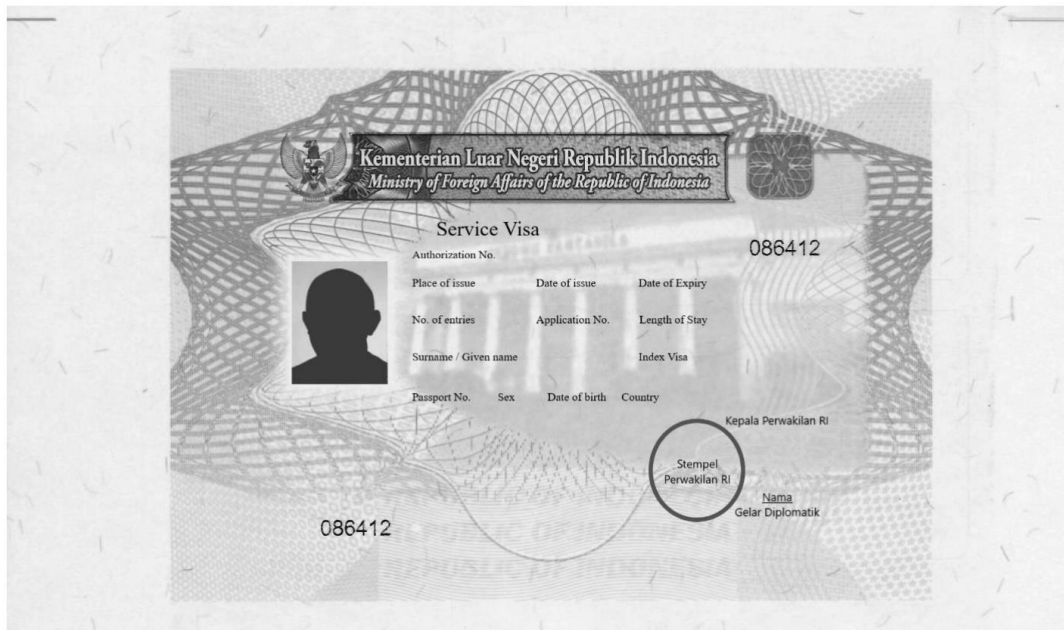 Kementerian Luar Negeri Republik Indonesia
Ministry of Foreign Affairs of the Republic of Indonesia
Service Visa
086412
Authorization No.
Place of issue Date of issue Date of Expiry
No. of entries Application No. Length of Stay
Surname / Given name Index Visa
Passport No. Sex Date of birth Country
Kepala Perwakilan RI
Stempel
Perwakilan RI
Nama
Gelar Diplomatik
086412
REPUBLIC OF INDONESIA